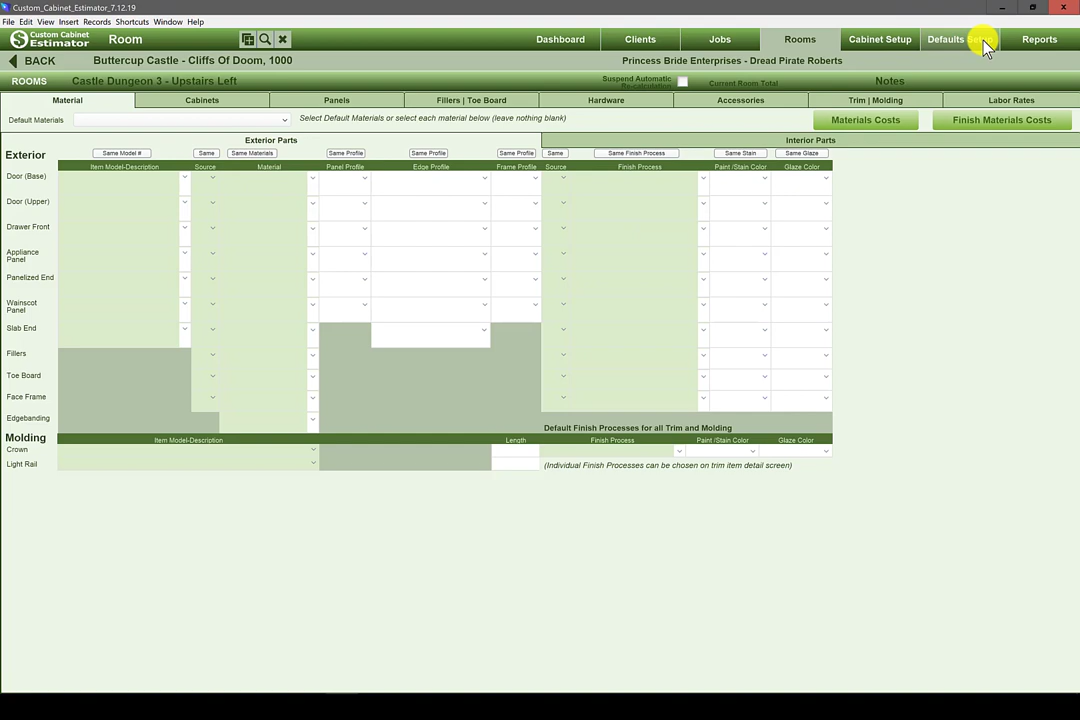 Custom_Cabinet_Estimator_7.12.19
File Edit View Insert Records Shortcuts Window Help
Custom Cabinet Estimator Room Dashboard Clients Jobs Rooms Cabinet Setup Defaults Setup Reports
BACK Buttercup Castle - Cliffs Of Doom, 1000 Princess Bride Enterprises - Dread Pirate Roberts
ROOMS Castle Dungeon 3 - Upstairs Left Suspend Automatic Re-calculation Current Room Total Notes
Material Cabinets Panels Fillers | Toe Board Hardware Accessories Trim | Molding Labor Rates
Default Materials Select Default Materials or select each material below (leave nothing blank) Materials Costs Finish Materials Costs
Exterior Parts Interior Parts
Exterior Same Model # Same Same Materials Same Profile Same Profile Same Profile Same Same Finish Process Same Stain Same Glaze
Item Model-Description Source Material Panel Profile Edge Profile Frame Profile Source Finish Process Paint /Stain Color Glaze Color
Door (Base)
Door (Upper)
Drawer Front
Appliance
Panel
Panelized End
Wainscot
Panel
Slab End
Fillers
Toe Board
Face Frame
Edgebanding
Default Finish Processes for all Trim and Molding
Molding Item Model-Description Length Finish Process Paint /Stain Color Glaze Color
Crown
Light Rail (Individual Finish Processes can be chosen on trim item detail screen)